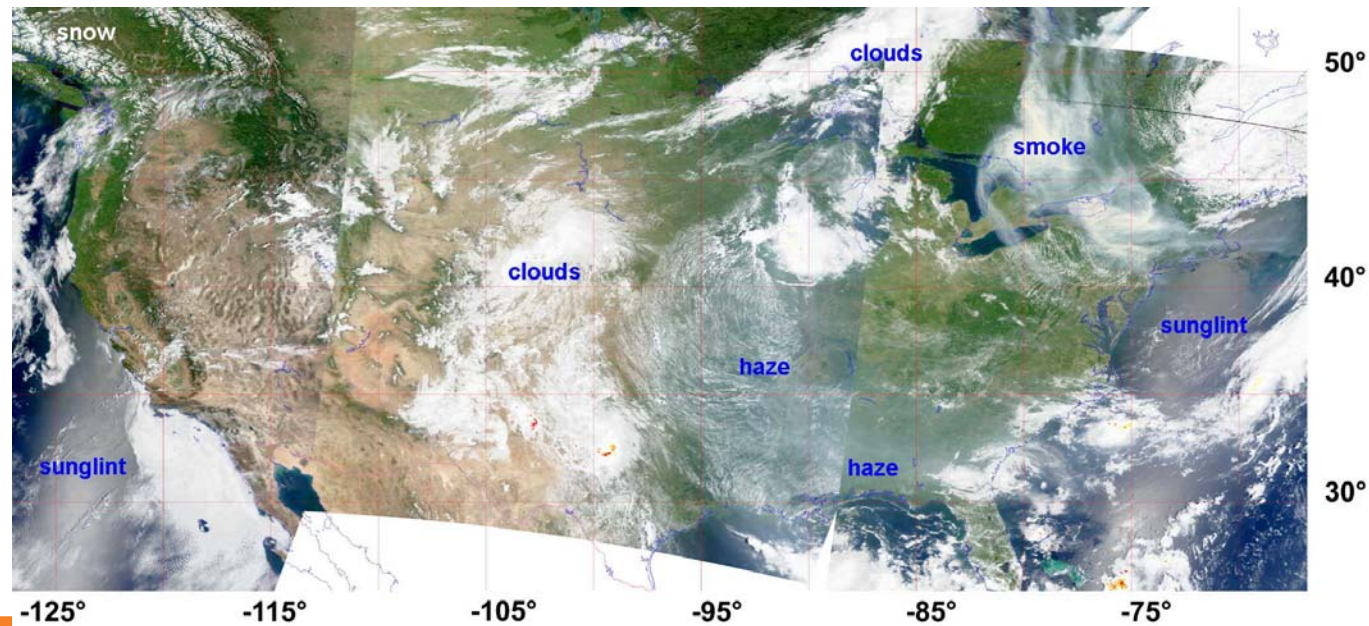 snow
clouds
50°
smoke
clouds
40°
sunglint
haze
sunglint
haze
30°
-125°
-115°
-105°
-95°
-85°
-75°